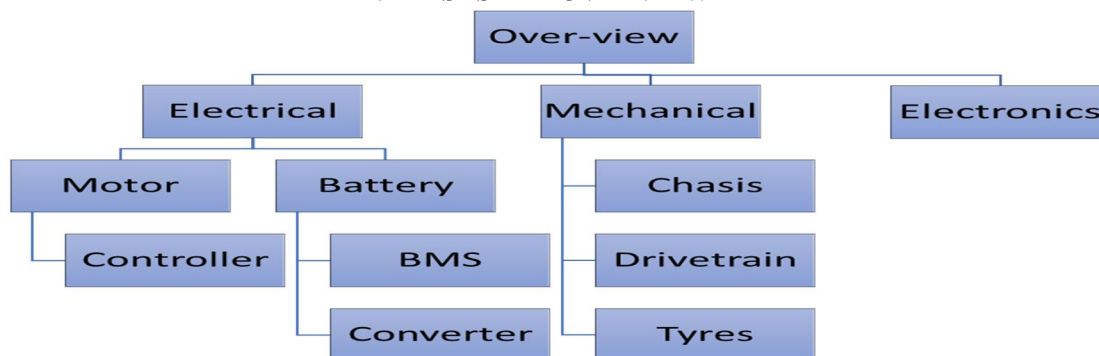 Over-view
Electrical
Mechanical
Electronics
Motor
Battery
Chasis
Controller
BMS
Drivetrain
Converter
Tyres